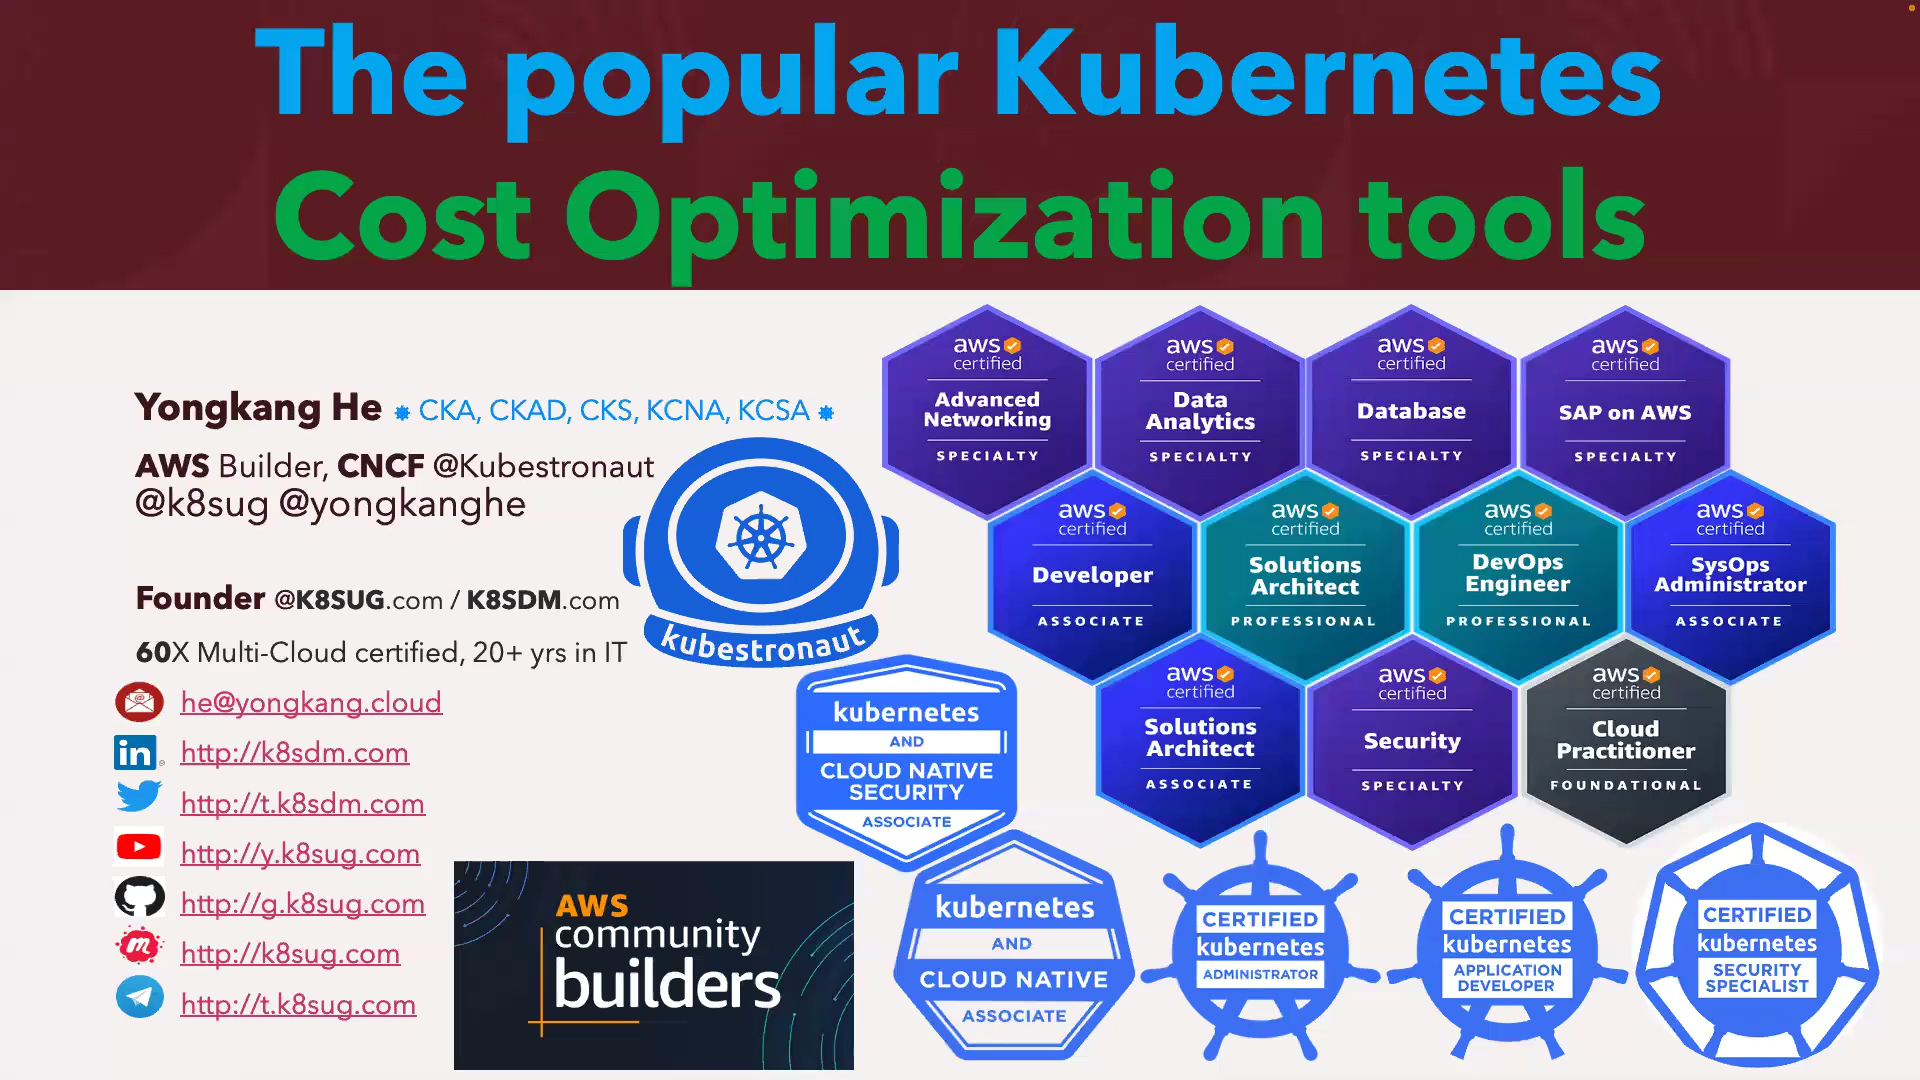 The popular Kubernetes
Cost Optimization tools
Yongkang He ⎈ CKA, CKAD, CKS, KCNA, KCSA ⎈
AWS Builder, CNCF @Kubestronaut
@k8sug @yongkanghe
Founder @K8SUG.com / K8SDM.com
60X Multi-Cloud certified, 20+ yrs in IT
he@yongkang.cloud
in
http://k8sdm.com
http://t.k8sdm.com
http://y.k8sug.com
http://g.k8sug.com
m
http://k8sug.com
http://t.k8sug.com
kubestronaut
AWS
community
builders
aws
certified
Advanced
Networking
SPECIALTY
aws
certified
Data
Analytics
SPECIALTY
aws
certified
Database
SPECIALTY
aws
certified
SAP on AWS
SPECIALTY
aws
certified
Developer
ASSOCIATE
aws
certified
Solutions
Architect
PROFESSIONAL
aws
certified
DevOps
Engineer
PROFESSIONAL
aws
certified
SysOps
Administrator
ASSOCIATE
aws
certified
Solutions
Architect
ASSOCIATE
aws
certified
Security
SPECIALTY
aws
certified
Cloud
Practitioner
FOUNDATIONAL
kubernetes
AND
CLOUD NATIVE
SECURITY
ASSOCIATE
kubernetes
AND
CLOUD NATIVE
ASSOCIATE
CERTIFIED
kubernetes
ADMINISTRATOR
CERTIFIED
kubernetes
APPLICATION
DEVELOPER
CERTIFIED
kubernetes
SECURITY
SPECIALIST